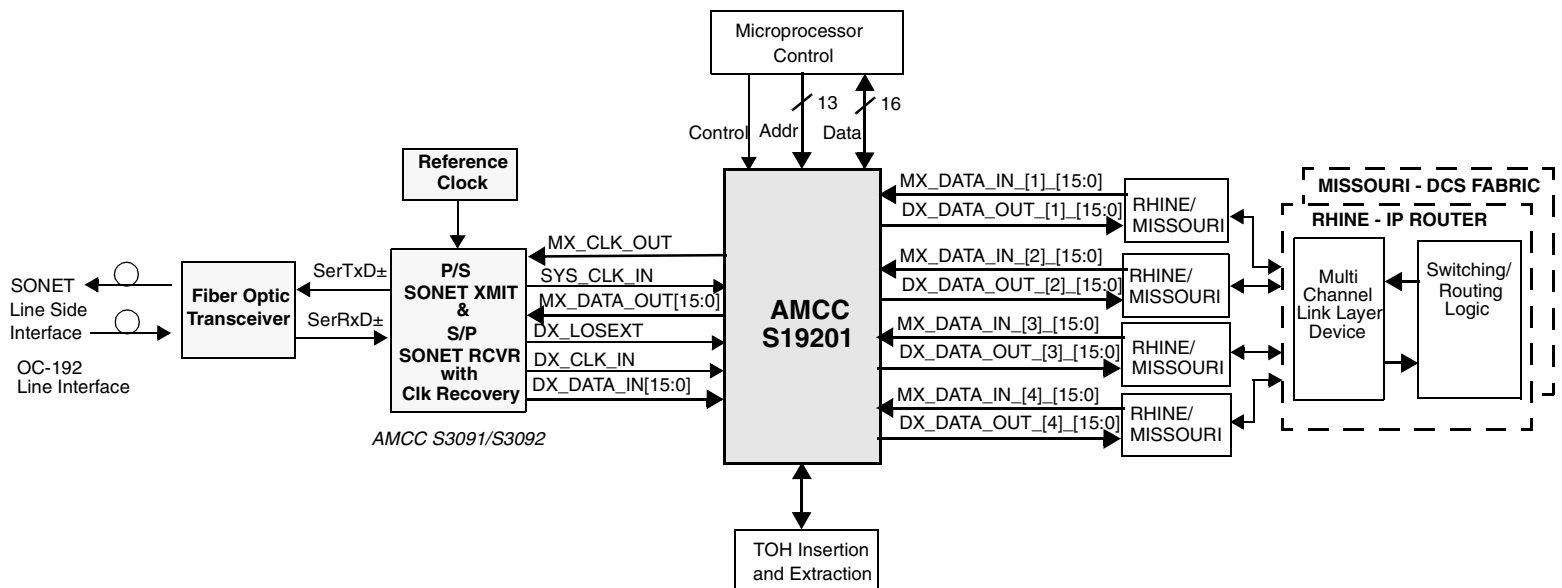 Microprocessor
Control
13
16
Control
Addr
Data
Reference
Clock
MX_CLK_OUT
SYS_CLK_IN
MX_DATA_OUT[15:0]
DX_LOSEXT
DX_CLK_IN
DX_DATA_IN[15:0]
SONET
Line Side
Interface
OC-192
Line Interface
Fiber Optic
Transceiver
SerTxD±
SerRxD±
P/S
SONET XMIT
&
S/P
SONET RCVR
with
Clk Recovery
AMCC S3091/S3092
AMCC
S19201
MX_DATA_IN_[1]_[15:0]
DX_DATA_OUT_[1]_[15:0]
MX_DATA_IN_[2]_[15:0]
DX_DATA_OUT_[2]_[15:0]
MX_DATA_IN_[3]_[15:0]
DX_DATA_OUT_[3]_[15:0]
MX_DATA_IN_[4]_[15:0]
DX_DATA_OUT_[4]_[15:0]
RHINE/
MISSOURI
RHINE/
MISSOURI
RHINE/
MISSOURI
RHINE/
MISSOURI
MISSOURI - DCS FABRIC
RHINE - IP ROUTER
Multi
Channel
Link Layer
Device
Switching/
Routing
Logic
TOH Insertion
and Extraction